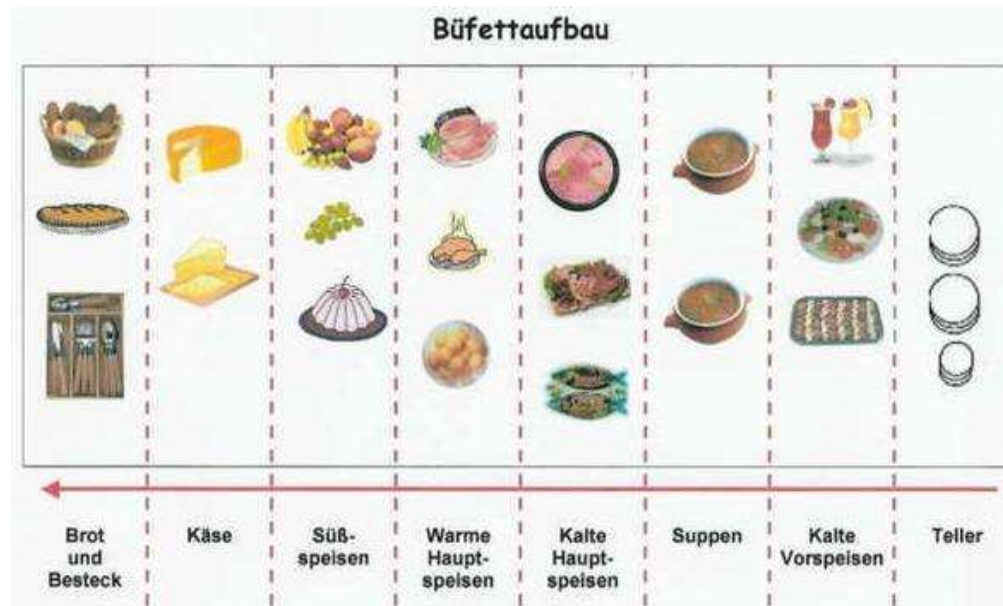 Büfettaufbau
Brot
und
Besteck
Käse
Süß-
speisen
Warme
Haupt-
speisen
Kalte
Haupt-
speisen
Suppen
Kalte
Vorspeisen
Teller